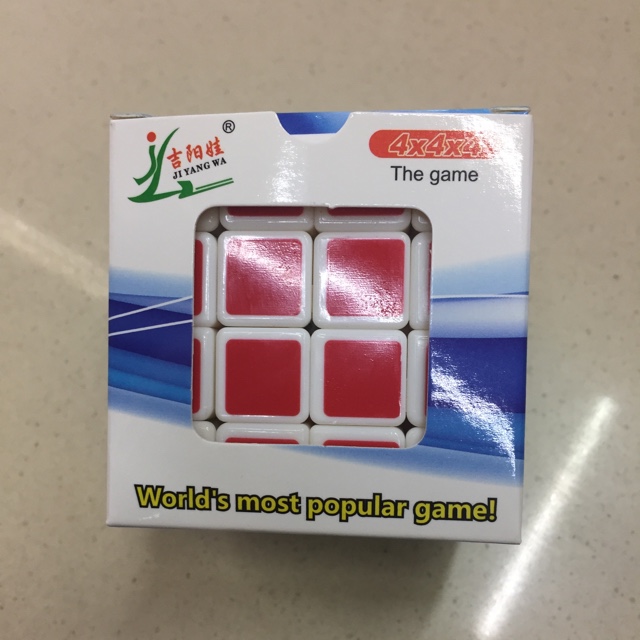 吉阳娃®
JI YANG WA
4x4x4
The game
World's most popular game!